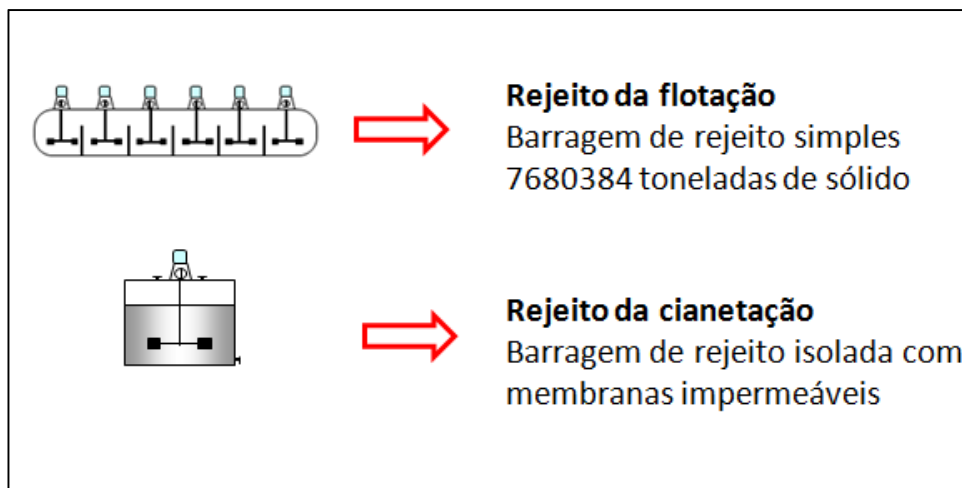 Rejeito da flotação
Barragem de rejeito simples
7680384 toneladas de sólido
Rejeito da cianetação
Barragem de rejeito isolada com
membranas impermeáveis